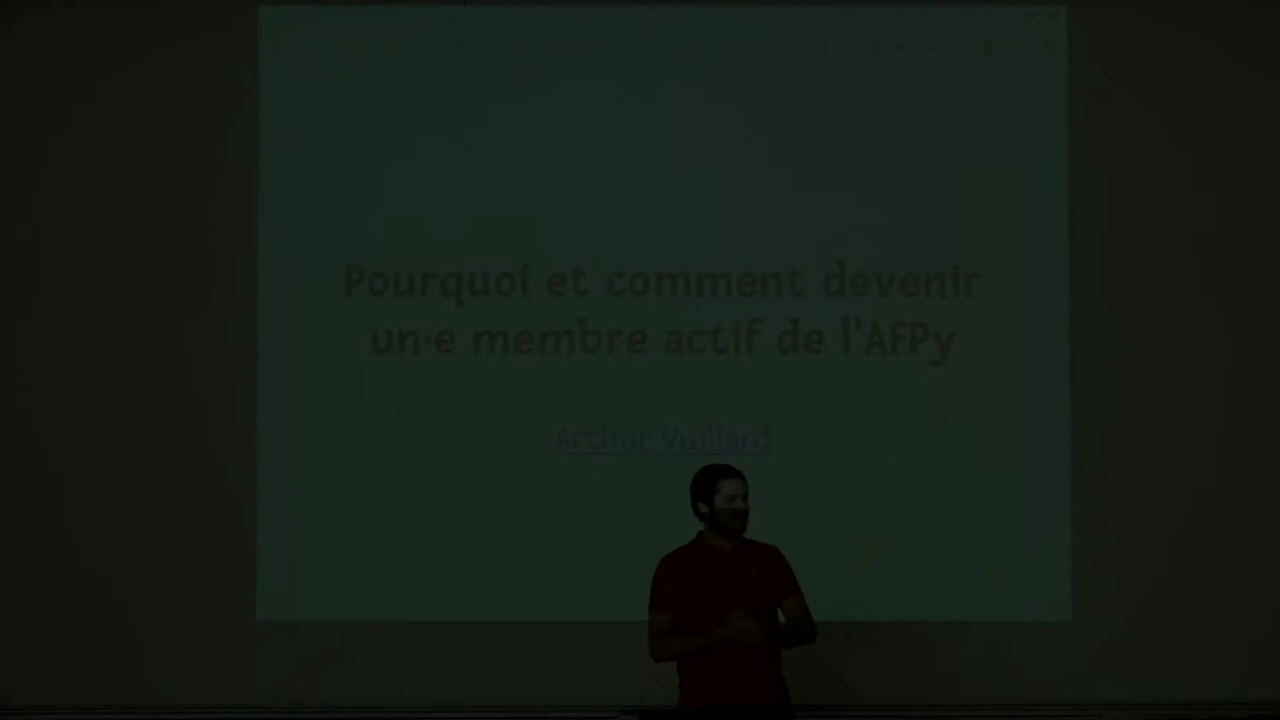 Pourquoi et comment devenir
un·e membre actif de l'AFPy
Arthur Vuillard